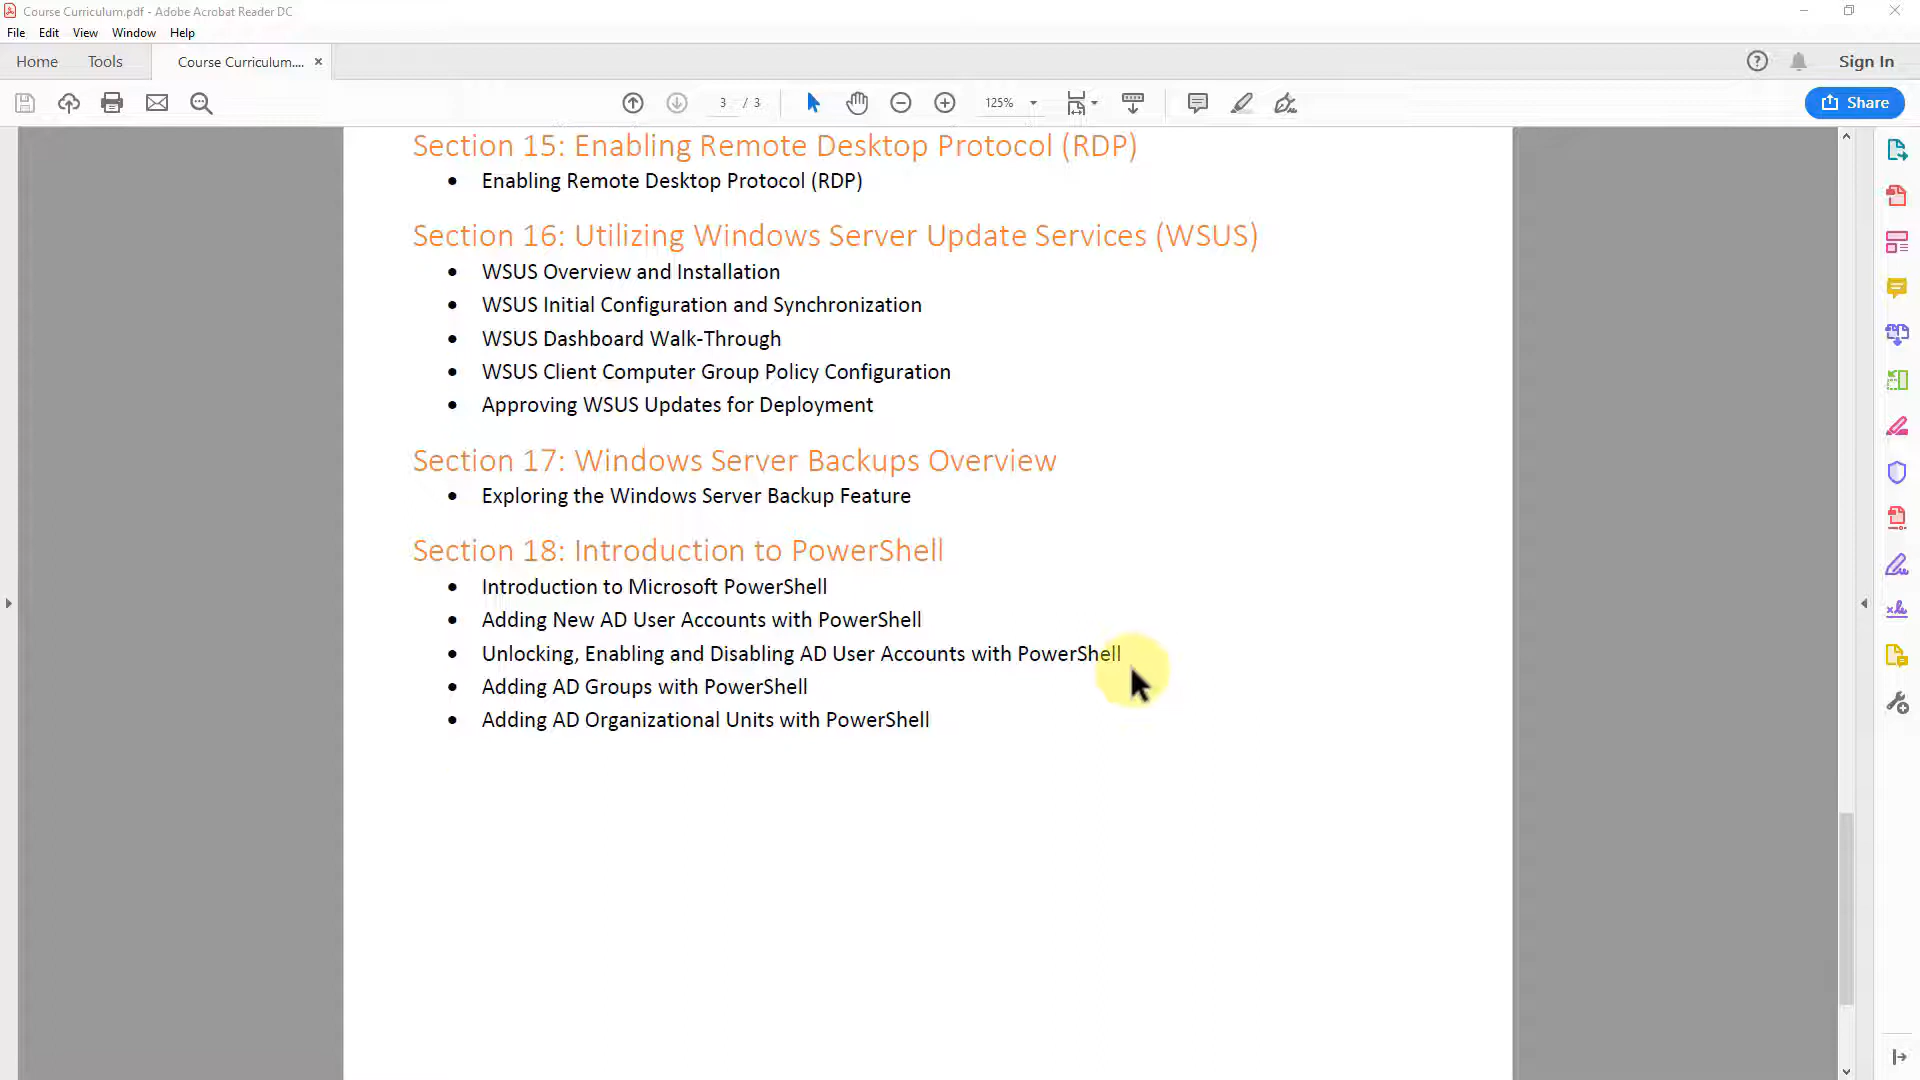 Course Curriculum.pdf - Adobe Acrobat Reader DC
File Edit View Window Help
Home Tools Course Curriculum.... × Sign In
3 / 3 125% Share
Section 15: Enabling Remote Desktop Protocol (RDP)
• Enabling Remote Desktop Protocol (RDP)
Section 16: Utilizing Windows Server Update Services (WSUS)
• WSUS Overview and Installation
• WSUS Initial Configuration and Synchronization
• WSUS Dashboard Walk-Through
• WSUS Client Computer Group Policy Configuration
• Approving WSUS Updates for Deployment
Section 17: Windows Server Backups Overview
• Exploring the Windows Server Backup Feature
Section 18: Introduction to PowerShell
• Introduction to Microsoft PowerShell
• Adding New AD User Accounts with PowerShell
• Unlocking, Enabling and Disabling AD User Accounts with PowerShell
• Adding AD Groups with PowerShell
• Adding AD Organizational Units with PowerShell